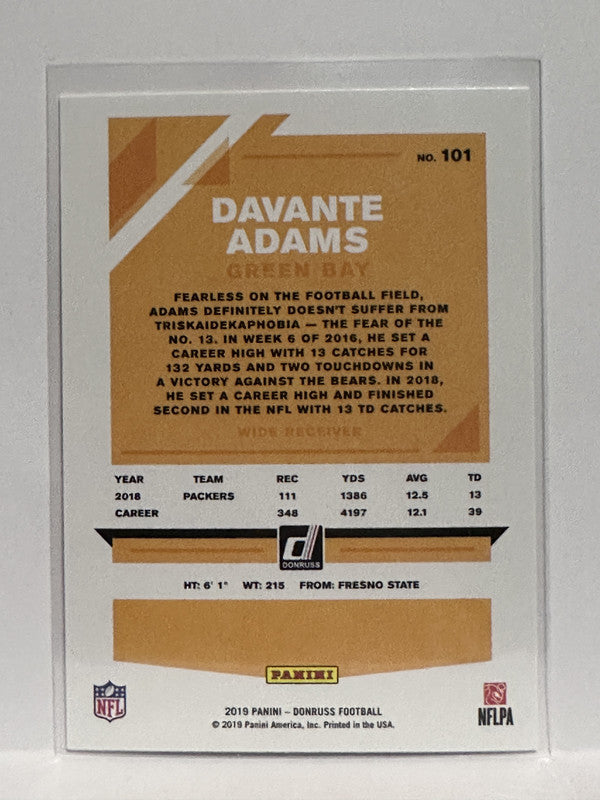 NO. 101
DAVANTE
ADAMS
GREEN BAY
FEARLESS ON THE FOOTBALL FIELD,
ADAMS DEFINITELY DOESN'T SUFFER FROM
TRISKAIDEKAPHOBIA — THE FEAR OF THE
NO. 13. IN WEEK 6 OF 2016, HE SET A
CAREER HIGH WITH 13 CATCHES FOR
132 YARDS AND TWO TOUCHDOWNS IN
A VICTORY AGAINST THE BEARS. IN 2018,
HE SET A CAREER HIGH AND FINISHED
SECOND IN THE NFL WITH 13 TD CATCHES.
WIDE RECEIVER
YEAR TEAM REC YDS AVG TD
2018 PACKERS 111 1386 12.5 13
CAREER 348 4197 12.1 39
d
DONRUSS
HT: 6' 1" WT: 215 FROM: FRESNO STATE
PANINI
NFL
2019 PANINI – DONRUSS FOOTBALL
© 2019 Panini America, Inc. Printed in the USA.
NFLPA